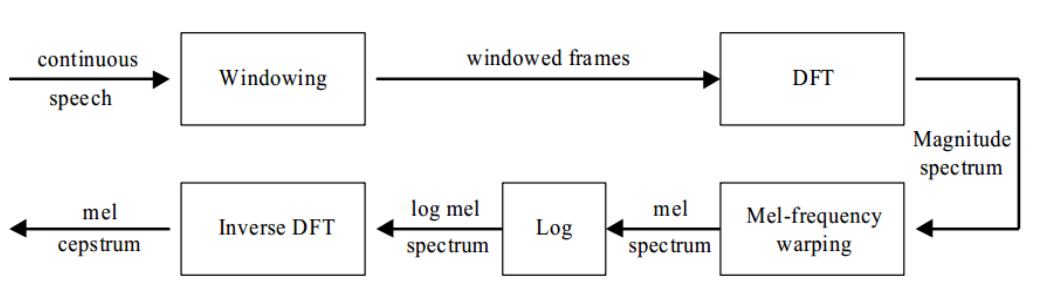 continuous
speech
Windowing
windowed frames
DFT
Magnitude
spectrum
Mel-frequency
warping
mel
spectrum
Log
log mel
spectrum
Inverse DFT
mel
cepstrum